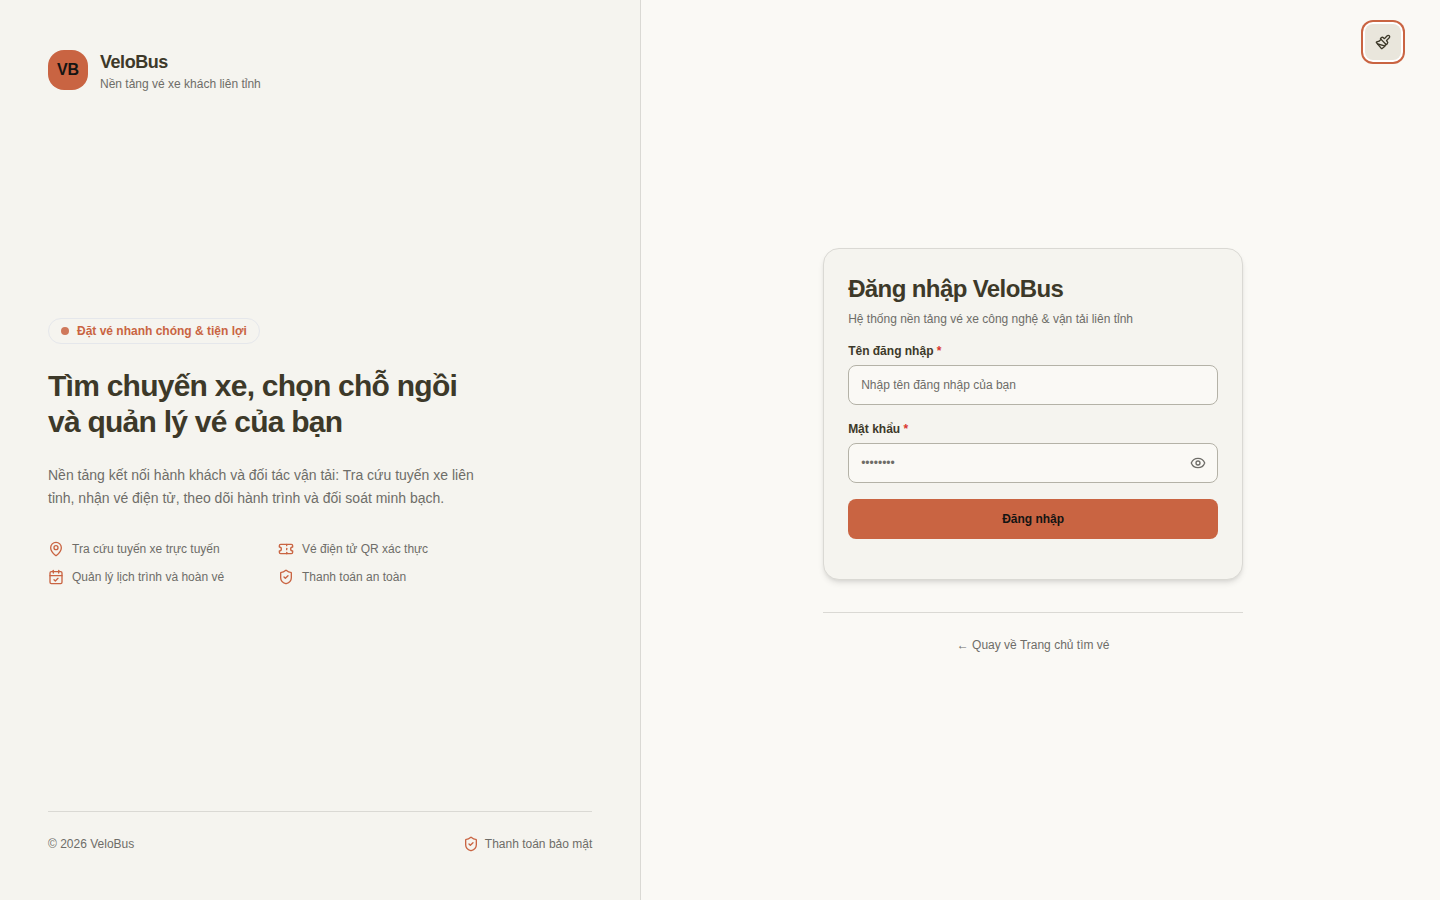 VB
VeloBus
Nền tảng vé xe khách liên tỉnh
Đặt vé nhanh chóng & tiện lợi
Tìm chuyến xe, chọn chỗ ngồi
và quản lý vé của bạn
Nền tảng kết nối hành khách và đối tác vận tải: Tra cứu tuyến xe liên
tỉnh, nhận vé điện tử, theo dõi hành trình và đối soát minh bạch.
Tra cứu tuyến xe trực tuyến
Vé điện tử QR xác thực
Quản lý lịch trình và hoàn vé
Thanh toán an toàn
© 2026 VeloBus
Thanh toán bảo mật
Đăng nhập VeloBus
Hệ thống nền tảng vé xe công nghệ & vận tải liên tỉnh
Tên đăng nhập *
Nhập tên đăng nhập của bạn
Mật khẩu *
••••••••
Đăng nhập
← Quay về Trang chủ tìm vé